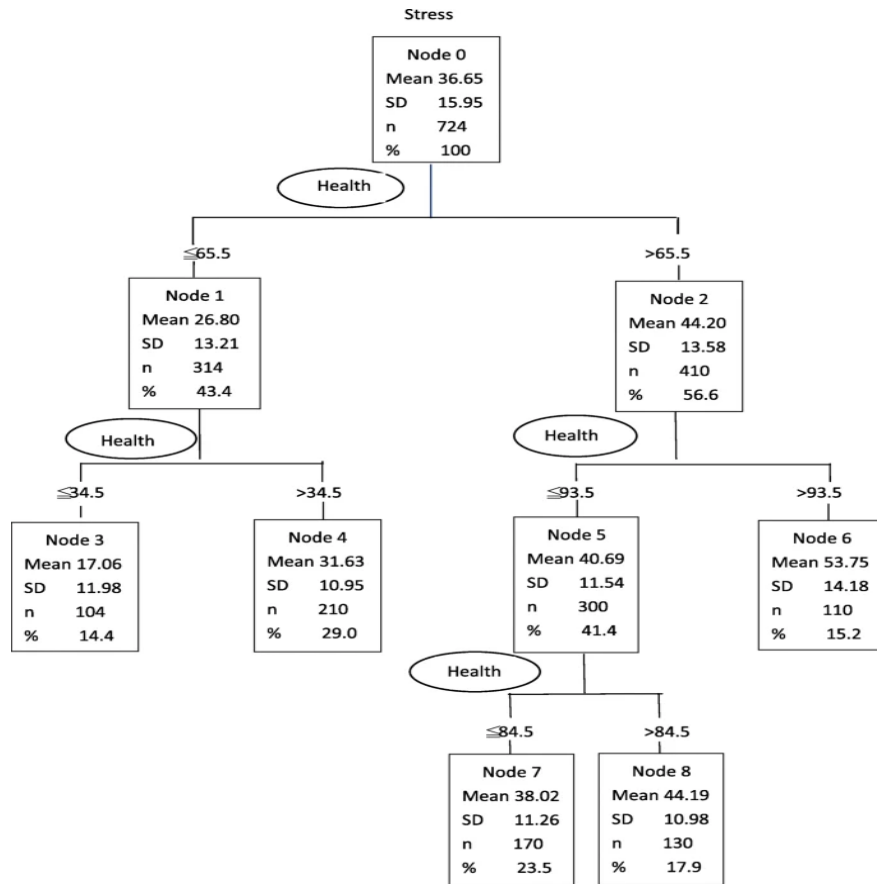 Stress
Node 0
Mean 36.65
SD 15.95
n 724
% 100
Health
≦65.5
>65.5
Node 1
Mean 26.80
SD 13.21
n 314
% 43.4
Node 2
Mean 44.20
SD 13.58
n 410
% 56.6
Health
Health
≦34.5
>34.5
≦93.5
>93.5
Node 3
Mean 17.06
SD 11.98
n 104
% 14.4
Node 4
Mean 31.63
SD 10.95
n 210
% 29.0
Node 5
Mean 40.69
SD 11.54
n 300
% 41.4
Node 6
Mean 53.75
SD 14.18
n 110
% 15.2
Health
≦84.5
>84.5
Node 7
Mean 38.02
SD 11.26
n 170
% 23.5
Node 8
Mean 44.19
SD 10.98
n 130
% 17.9